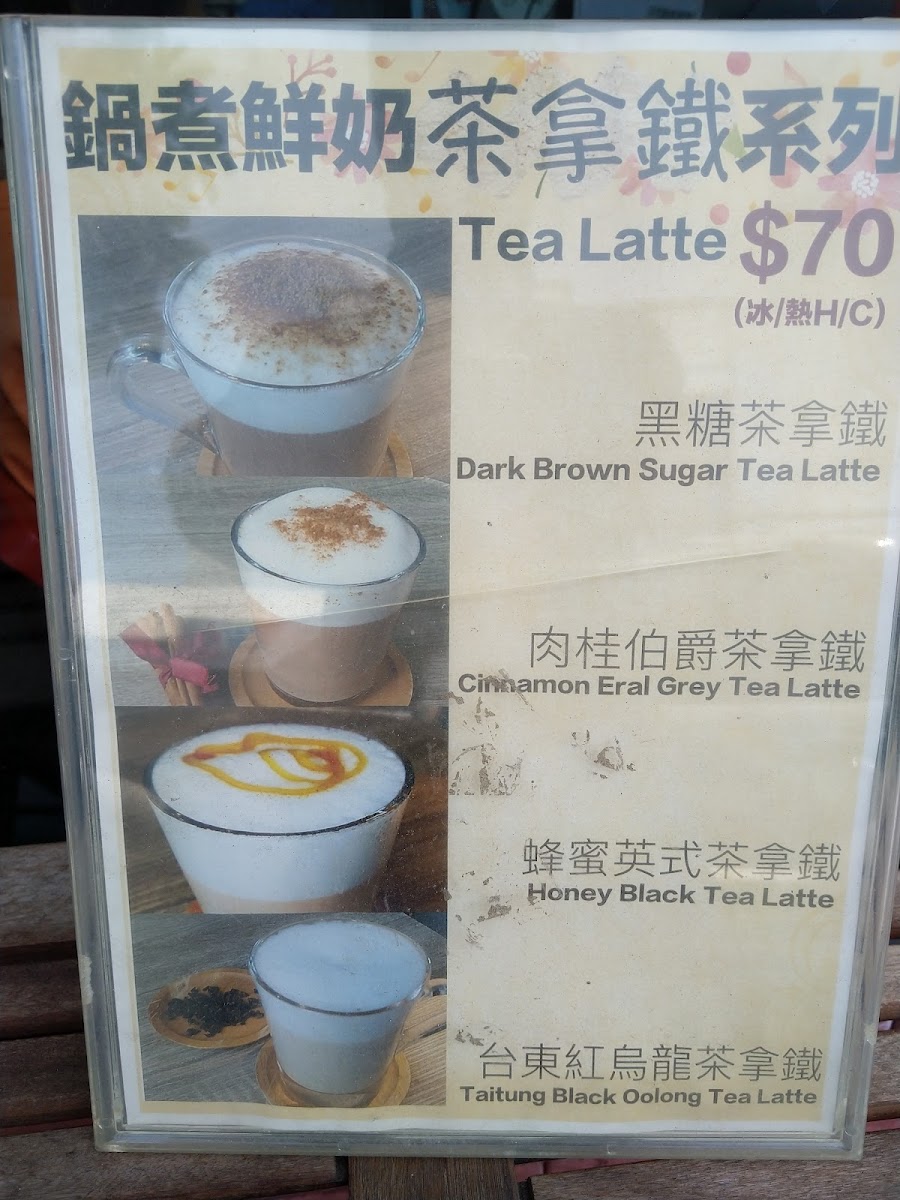 鍋煮鮮奶茶拿鐵系列
Tea Latte $70
(冰/熱H/C)
黑糖茶拿鐵
Dark Brown Sugar Tea Latte
肉桂伯爵茶拿鐵
Cinnamon Eral Grey Tea Latte
蜂蜜英式茶拿鐵
Honey Black Tea Latte
台東紅烏龍茶拿鐵
Taitung Black Oolong Tea Latte